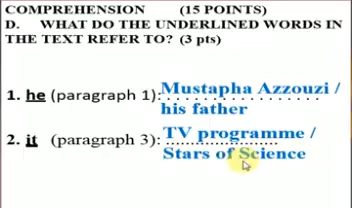 COMPREHENSION (15 POINTS)
D. WHAT DO THE UNDERLINED WORDS IN
THE TEXT REFER TO? (3 pts)
1. he (paragraph 1): Mustapha Azzouzi /
his father
2. it (paragraph 3): TV programme /
Stars of Science